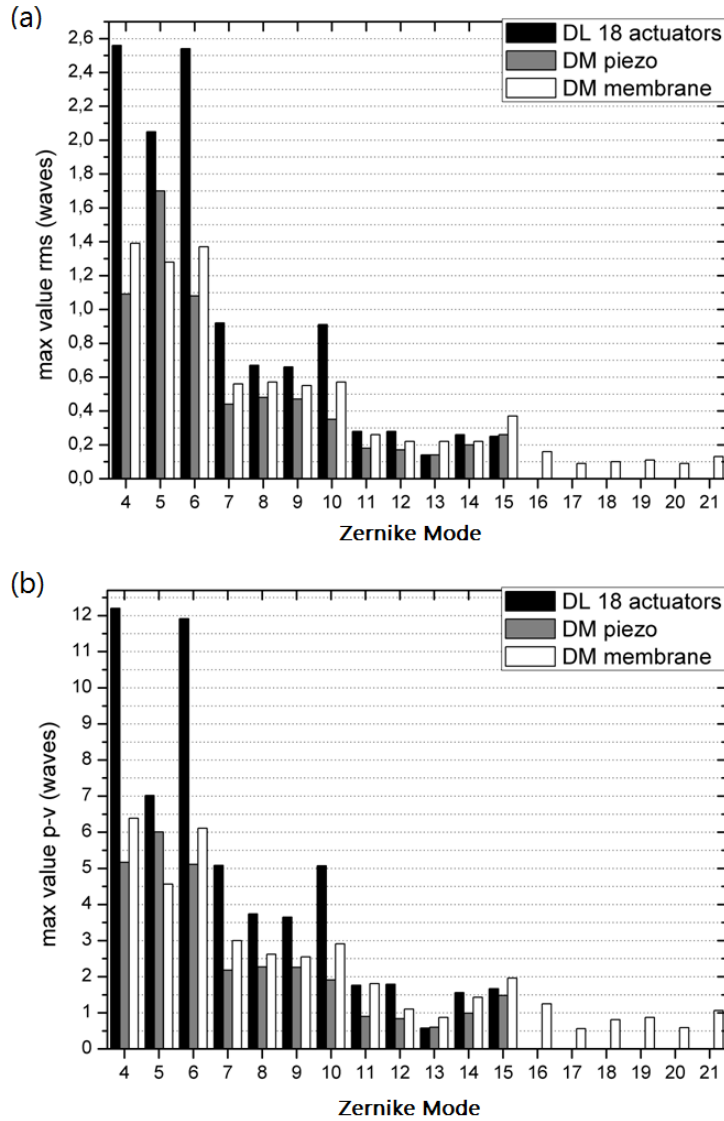 (a)
DL 18 actuators
DM piezo
DM membrane
2,6
2,4
2,2
2,0
1,8
1,6
1,4
1,2
1,0
0,8
0,6
0,4
0,2
0,0
max value rms (waves)
4 5 6 7 8 9 10 11 12 13 14 15 16 17 18 19 20 21
Zernike Mode
(b)
DL 18 actuators
DM piezo
DM membrane
12
11
10
9
8
7
6
5
4
3
2
1
0
max value p-v (waves)
4 5 6 7 8 9 10 11 12 13 14 15 16 17 18 19 20 21
Zernike Mode